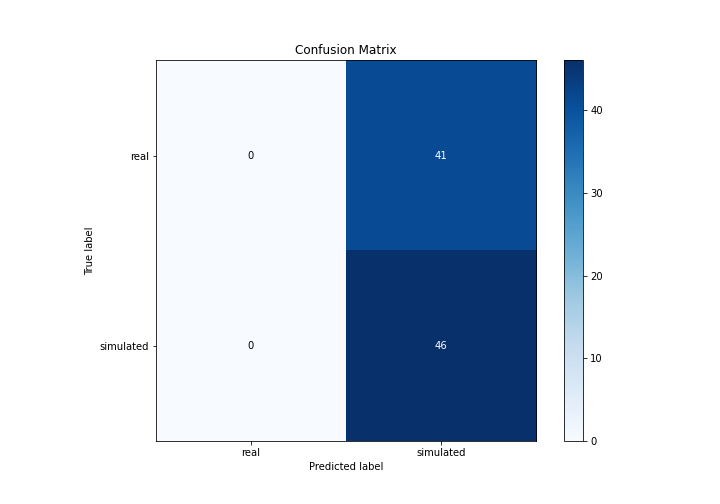 Confusion Matrix
real
0
41
simulated
0
46
real
simulated
True label
Predicted label
40
30
20
10
0